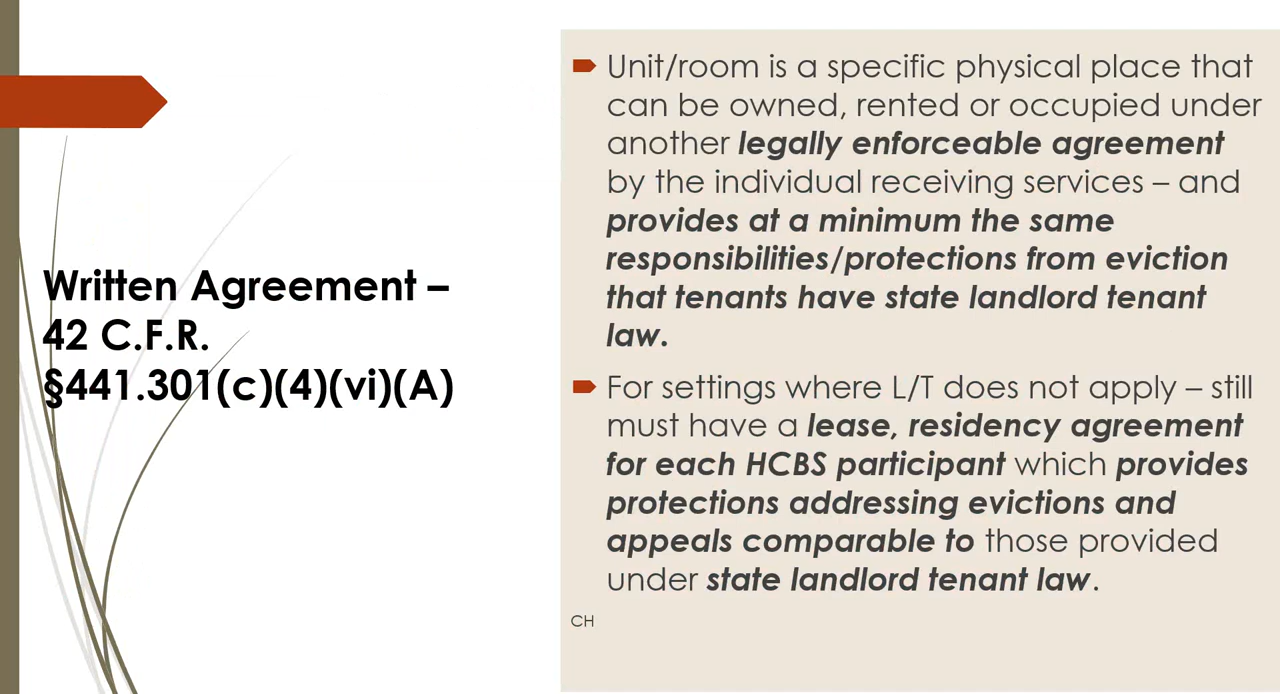 Written Agreement –
42 C.F.R.
§441.301(c)(4)(vi)(A)
Unit/room is a specific physical place that
can be owned, rented or occupied under
another legally enforceable agreement
by the individual receiving services – and
provides at a minimum the same
responsibilities/protections from eviction
that tenants have state landlord tenant
law.
For settings where L/T does not apply – still
must have a lease, residency agreement
for each HCBS participant which provides
protections addressing evictions and
appeals comparable to those provided
under state landlord tenant law.
CH